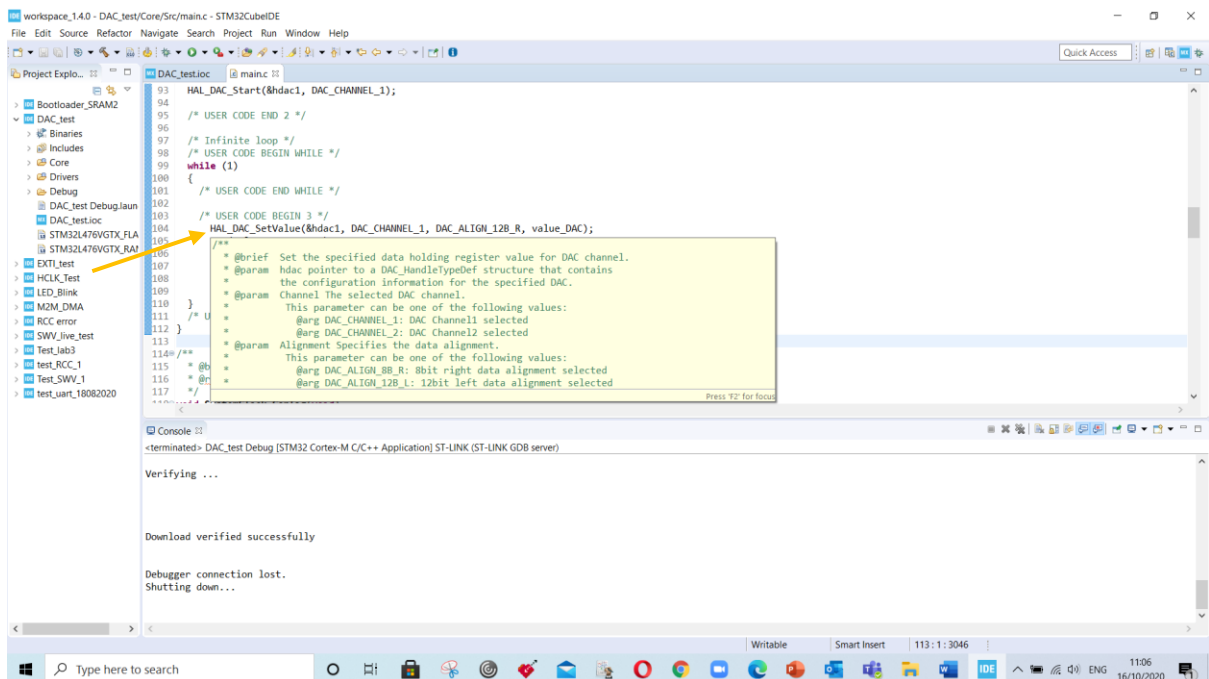 workspace_1.4.0 - DAC_test/Core/Src/main.c - STM32CubeIDE
File Edit Source Refactor Navigate Search Project Run Window Help
Quick Access
Project Explo...
DAC_test.ioc
main.c
Bootloader_SRAM2
DAC_test
Binaries
Includes
Core
Drivers
Debug
DAC_test Debug.laun
DAC_test.ioc
STM32L476VGTX_FLA
STM32L476VGTX_RAM
EXTI_test
HCLK_Test
LED_Blink
M2M_DMA
RCC error
SWV_live_test
Test_lab3
test_RCC_1
Test_SWV_1
test_uart_18082020
93 HAL_DAC_Start(&hdac1, DAC_CHANNEL_1);
94
95 /* USER CODE END 2 */
96
97 /* Infinite loop */
98 /* USER CODE BEGIN WHILE */
99 while (1)
100 {
101 /* USER CODE END WHILE */
102
103 /* USER CODE BEGIN 3 */
104 HAL_DAC_SetValue(&hdac1, DAC_CHANNEL_1, DAC_ALIGN_12B_R, value_DAC);
105
106
107
108
109
110 }
111 /* U
112 }
113
114 /**
115 * @b
116 * @r
117 */
/**
* @brief Set the specified data holding register value for DAC channel.
* @param hdac pointer to a DAC_HandleTypeDef structure that contains
* the configuration information for the specified DAC.
* @param Channel The selected DAC channel.
* This parameter can be one of the following values:
* @arg DAC_CHANNEL_1: DAC Channel1 selected
* @arg DAC_CHANNEL_2: DAC Channel2 selected
* @param Alignment Specifies the data alignment.
* This parameter can be one of the following values:
* @arg DAC_ALIGN_8B_R: 8bit right data alignment selected
* @arg DAC_ALIGN_12B_L: 12bit left data alignment selected
Press 'F2' for focus
Console
<terminated> DAC_test Debug [STM32 Cortex-M C/C++ Application] ST-LINK (ST-LINK GDB server)
Verifying ...
Download verified successfully
Debugger connection lost.
Shutting down...
Writable
Smart Insert
113 : 1 : 3046
Type here to search
IDE
ENG
11:06
16/10/2020